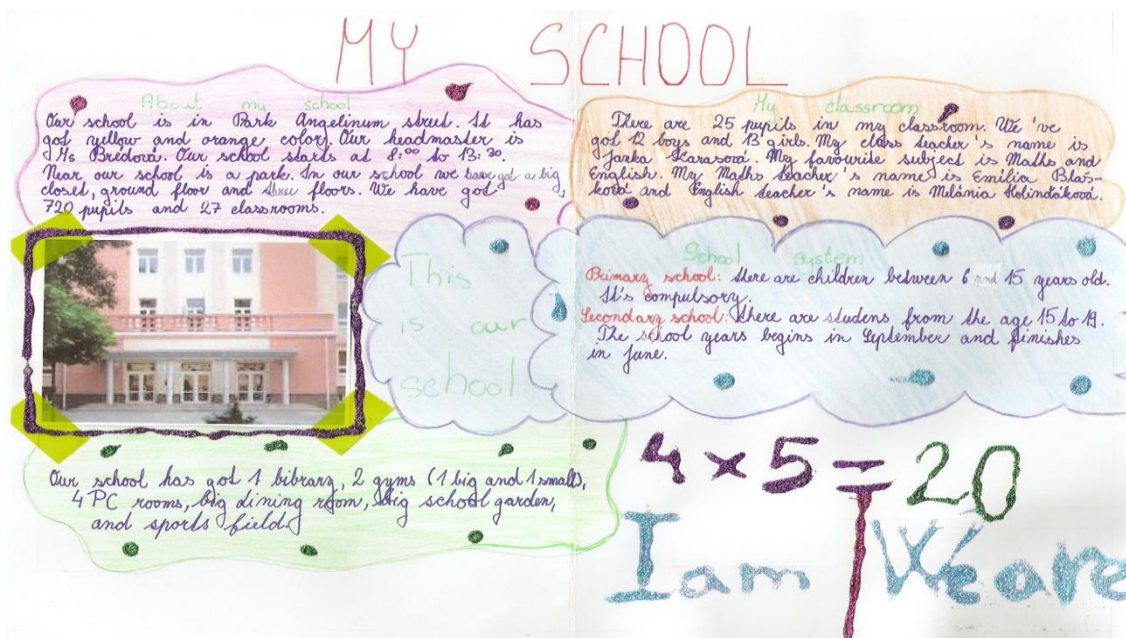 MY SCHOOL
About my school
Our school is in Park Angelinum street. It has
got yellow and orange color. Our headmaster is
Ms Bredová. Our school starts at 8:00 to 13:30.
Near our school is a park. In our school we have got a big
closet, ground floor and three floors. We have got
720 pupils and 27 classrooms.
My classroom
There are 25 pupils in my classroom. We 've
got 12 boys and 13 girls. My class teacher 's name is
Janka Karasová. My favourite subject is Maths and
English. My Maths teacher 's name is Emília Blaš-
ková and English teacher 's name is Melánia Holindáková.
This
is our
school
School system
Primary school: there are children between 6 and 15 years old.
It's compulsory.
Secondary school: there are studens from the age 15 to 19.
The school years begins in September and finishes
in June.
Our school has got 1 bibrary, 2 gyms (1 big and 1 small),
4 PC rooms, big dining room, big school garden,
and sports field.
4 × 5 = 20
I am We are